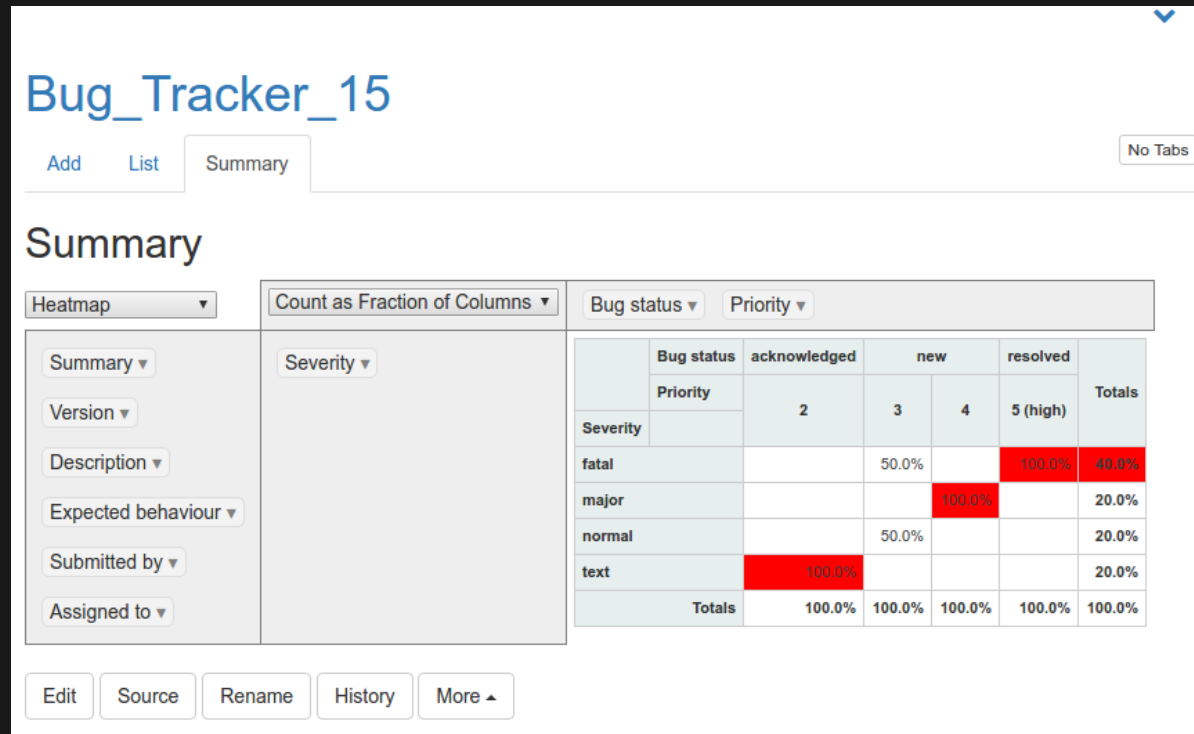 Bug_Tracker_15
Add List Summary
No Tabs
Summary
Heatmap Count as Fraction of Columns Bug status Priority
Summary
Version
Description
Expected behaviour
Submitted by
Assigned to
Severity
Bug status acknowledged new resolved Totals
Priority 2 3 4 5 (high)
Severity
fatal 50.0% 100.0% 40.0%
major 100.0% 20.0%
normal 50.0% 20.0%
text 100.0% 20.0%
Totals 100.0% 100.0% 100.0% 100.0% 100.0%
Edit Source Rename History More